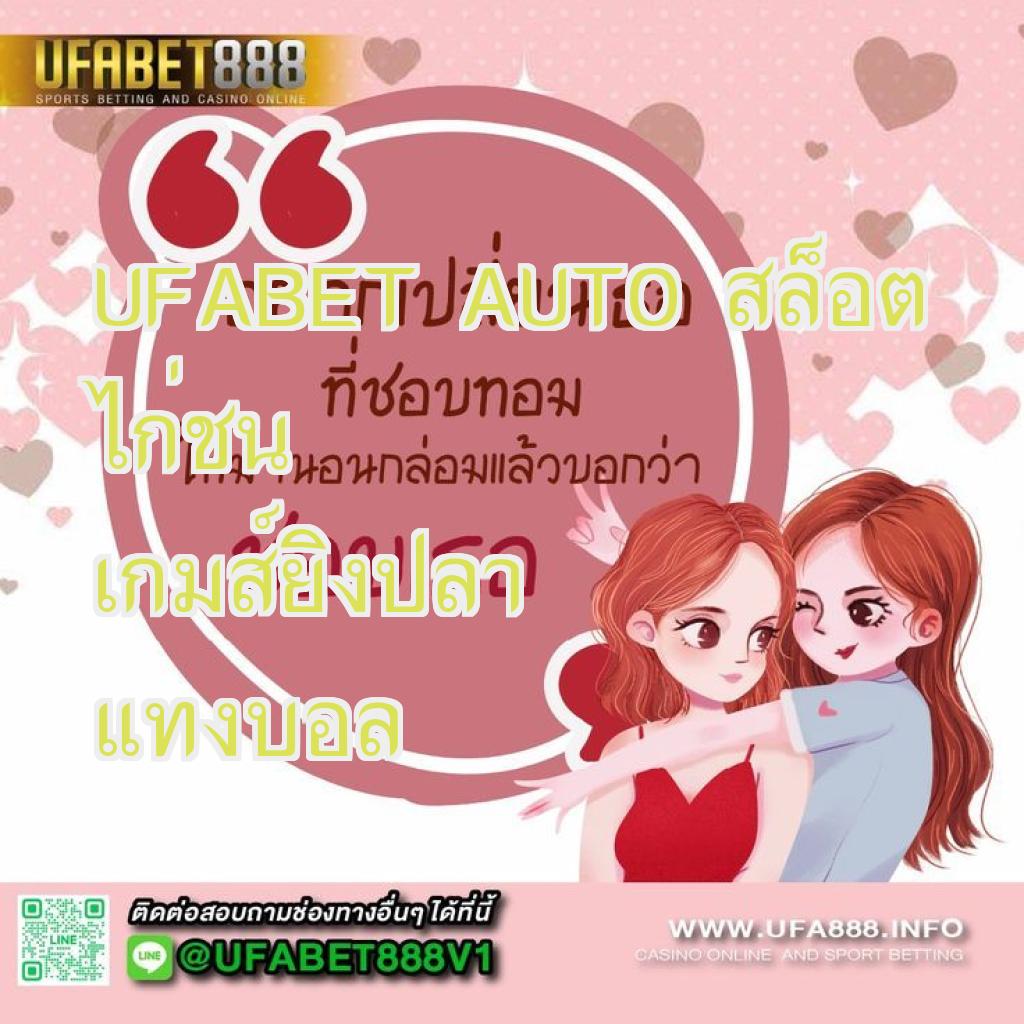 UFABET888
SPORTS BETTING AND CASINO ONLINE
UFABET AUTO สล็อต
ไก่ชน
เกมส์ยิงปลา
แทงบอล
ที่ชอบทอม
นอนกล่อมแล้วบอกว่า
ติดต่อสอบถามช่องทางอื่นๆ ได้ที่นี้
LINE
LINE @UFABET888V1
WWW.UFA888.INFO
CASINO ONLINE AND SPORT BETTING